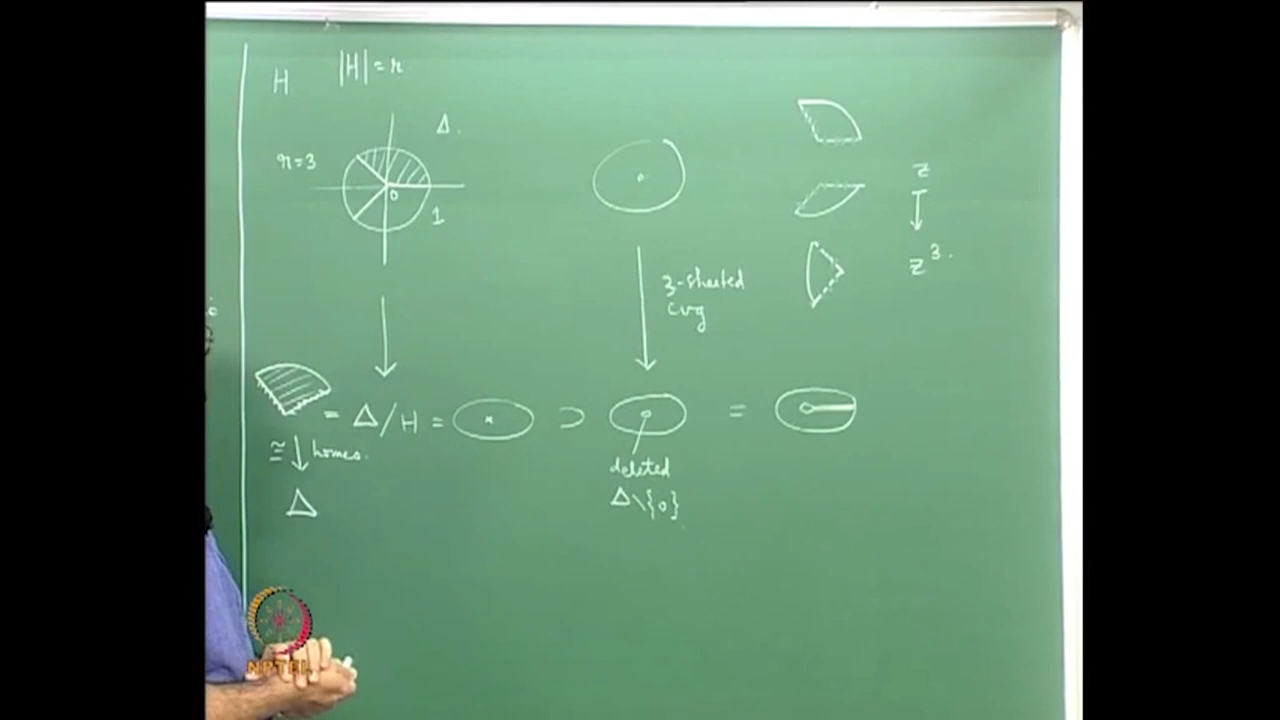 H |H| = r
Δ.
r=3
0
1
z
↓
z³.
3-sheeted
cvg
= Δ/H = ⊃ =
≅ ↓ homeo.
Δ
deleted
Δ\{0}
NPTEL